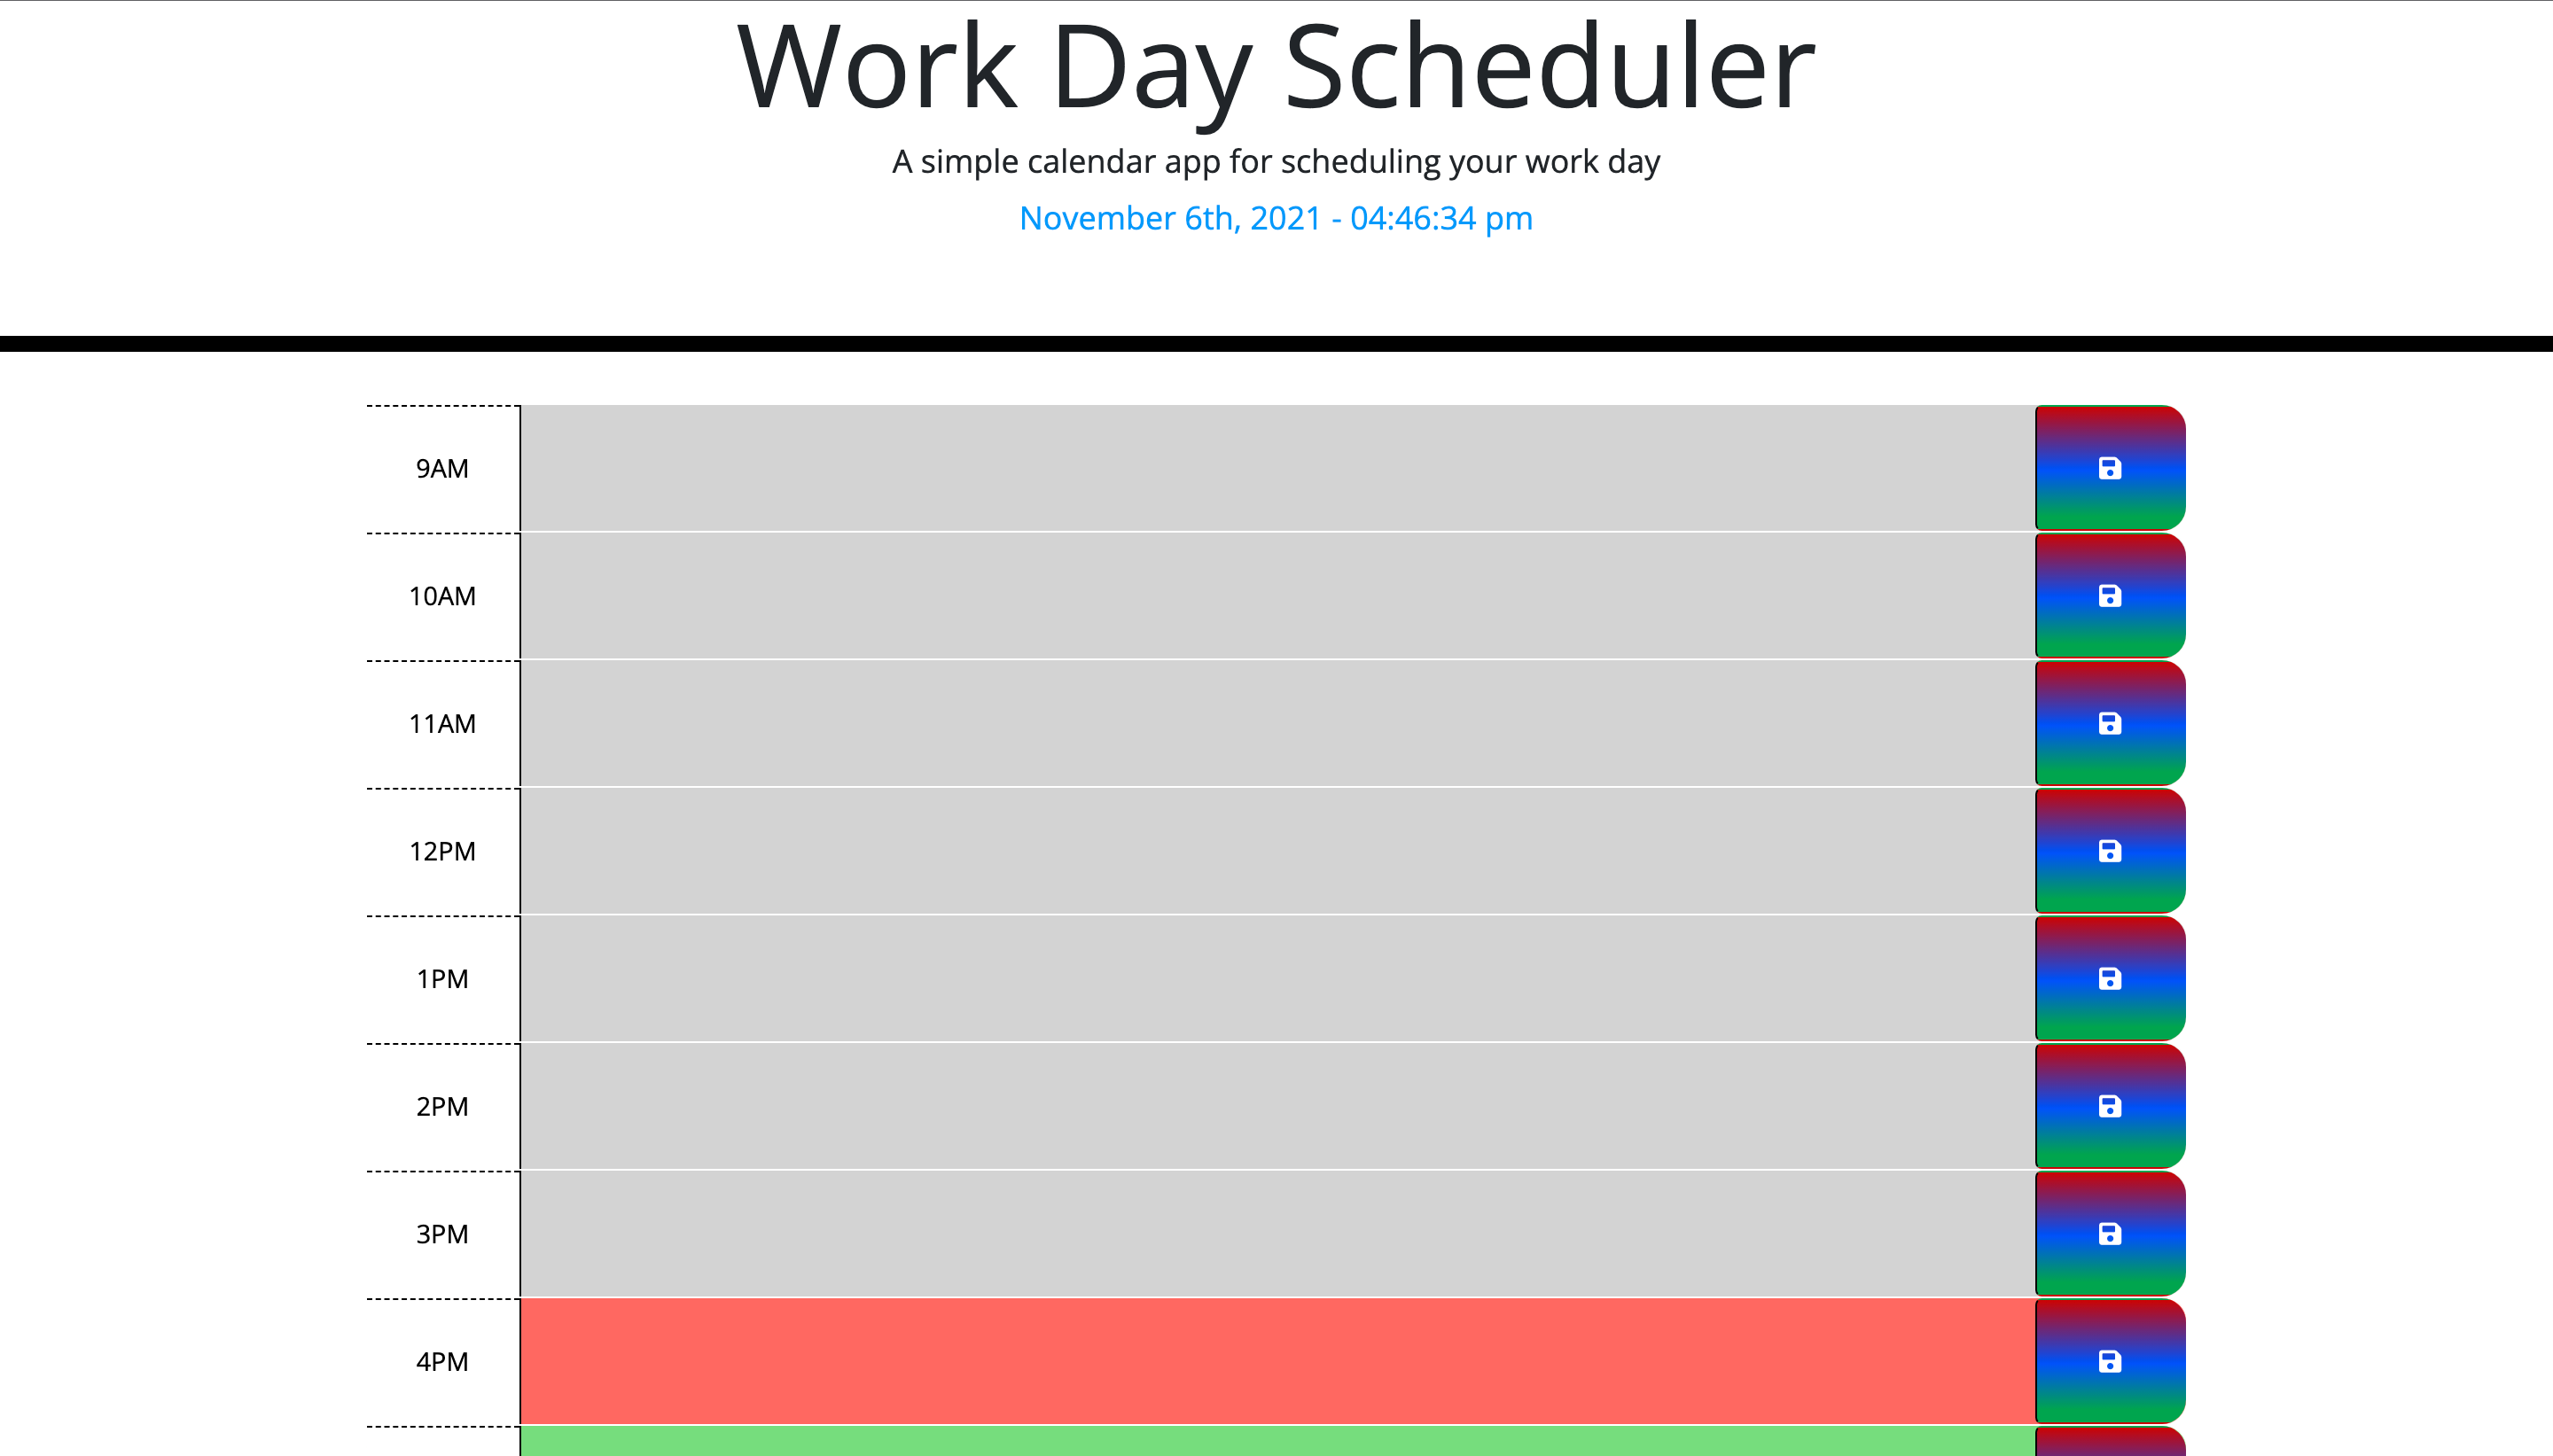 Work Day Scheduler
A simple calendar app for scheduling your work day
November 6th, 2021 - 04:46:34 pm
9AM
10AM
11AM
12PM
1PM
2PM
3PM
4PM